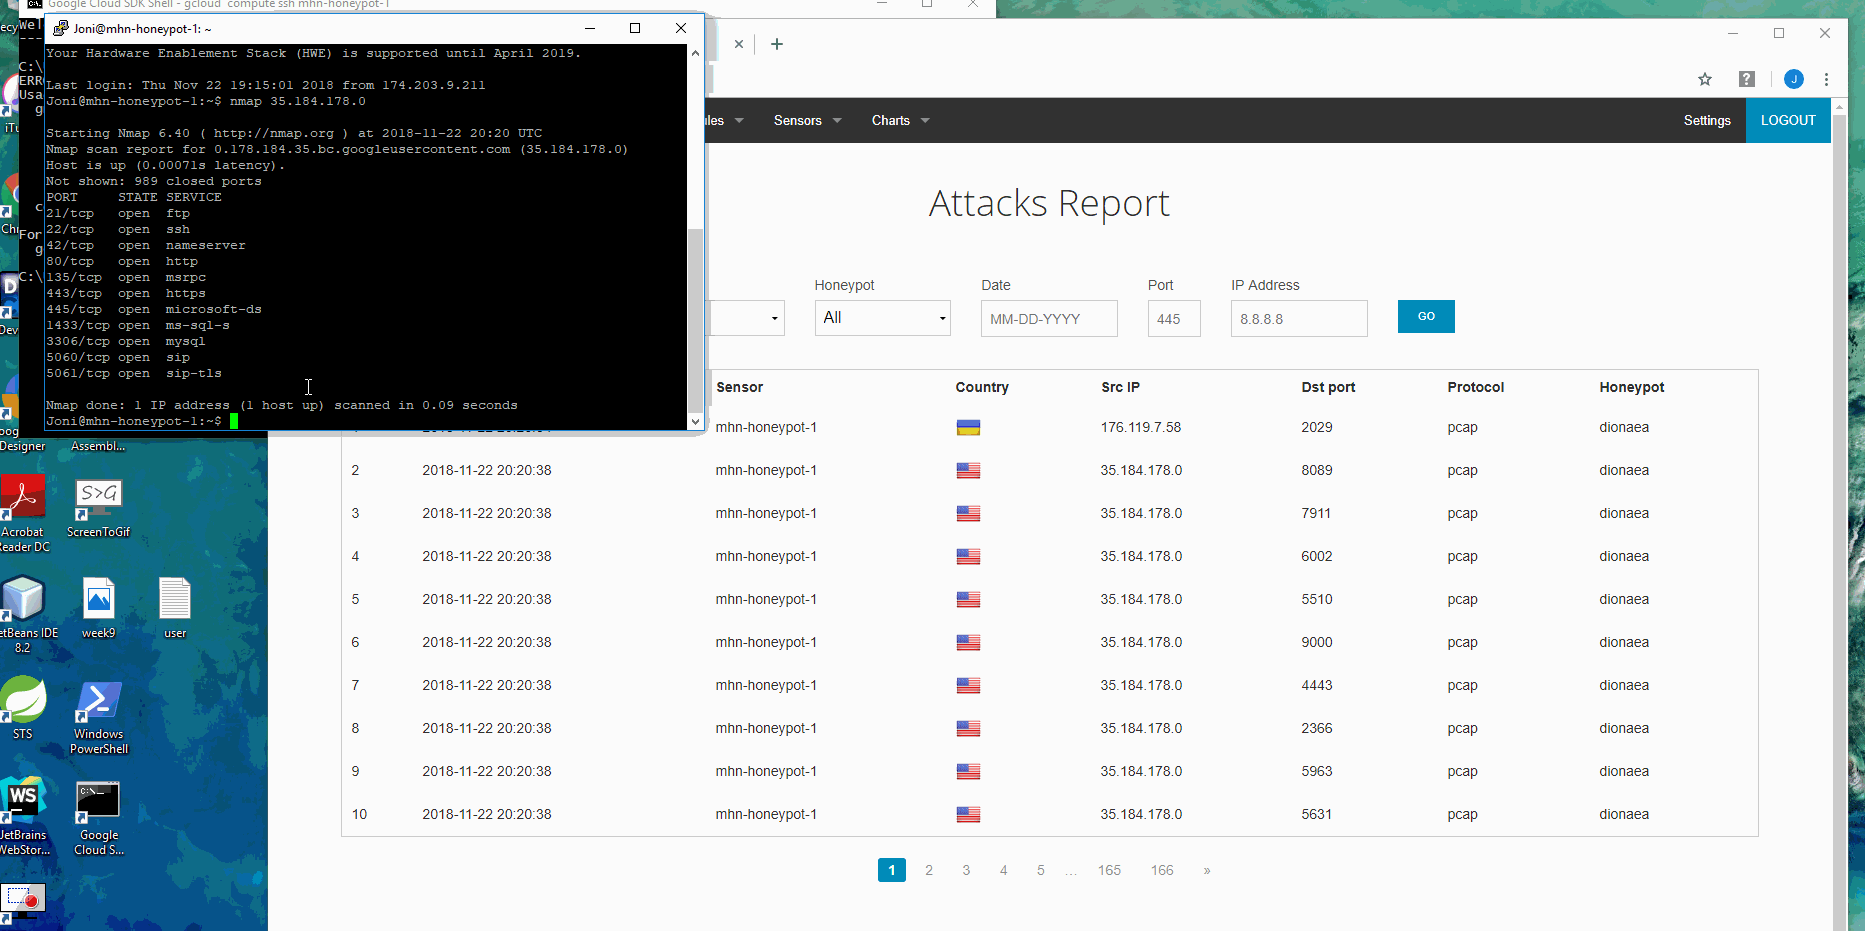 Google Cloud SDK Shell - gcloud compute ssh mhn-honeypot-1
Joni@mhn-honeypot-1: ~
Your Hardware Enablement Stack (HWE) is supported until April 2019.
Last login: Thu Nov 22 19:15:01 2018 from 174.203.9.211
Joni@mhn-honeypot-1:~$ nmap 35.184.178.0
Starting Nmap 6.40 ( http://nmap.org ) at 2018-11-22 20:20 UTC
Nmap scan report for 0.178.184.35.bc.googleusercontent.com (35.184.178.0)
Host is up (0.00071s latency).
Not shown: 989 closed ports
PORT STATE SERVICE
21/tcp open ftp
22/tcp open ssh
42/tcp open nameserver
80/tcp open http
135/tcp open msrpc
443/tcp open https
445/tcp open microsoft-ds
1433/tcp open ms-sql-s
3306/tcp open mysql
5060/tcp open sip
5061/tcp open sip-tls
Nmap done: 1 IP address (1 host up) scanned in 0.09 seconds
Joni@mhn-honeypot-1:~$
Wel
C:\
ERR
Usa
g
c
For
g
C:\
J
les Sensors Charts Settings LOGOUT
Attacks Report
Honeypot Date Port IP Address
All MM-DD-YYYY 445 8.8.8.8 GO
Sensor Country Src IP Dst port Protocol Honeypot
mhn-honeypot-1 176.119.7.58 2029 pcap dionaea
2 2018-11-22 20:20:38 mhn-honeypot-1 35.184.178.0 8089 pcap dionaea
3 2018-11-22 20:20:38 mhn-honeypot-1 35.184.178.0 7911 pcap dionaea
4 2018-11-22 20:20:38 mhn-honeypot-1 35.184.178.0 6002 pcap dionaea
5 2018-11-22 20:20:38 mhn-honeypot-1 35.184.178.0 5510 pcap dionaea
6 2018-11-22 20:20:38 mhn-honeypot-1 35.184.178.0 9000 pcap dionaea
7 2018-11-22 20:20:38 mhn-honeypot-1 35.184.178.0 4443 pcap dionaea
8 2018-11-22 20:20:38 mhn-honeypot-1 35.184.178.0 2366 pcap dionaea
9 2018-11-22 20:20:38 mhn-honeypot-1 35.184.178.0 5963 pcap dionaea
10 2018-11-22 20:20:38 mhn-honeypot-1 35.184.178.0 5631 pcap dionaea
1 2 3 4 5 ... 165 166 »
Designer
Assembl...
Acrobat
Reader DC
S>G
ScreenToGif
etBeans IDE
8.2
week9
user
STS
Windows
PowerShell
WS
JetBrains
WebStor...
C:\_
Google
Cloud S...